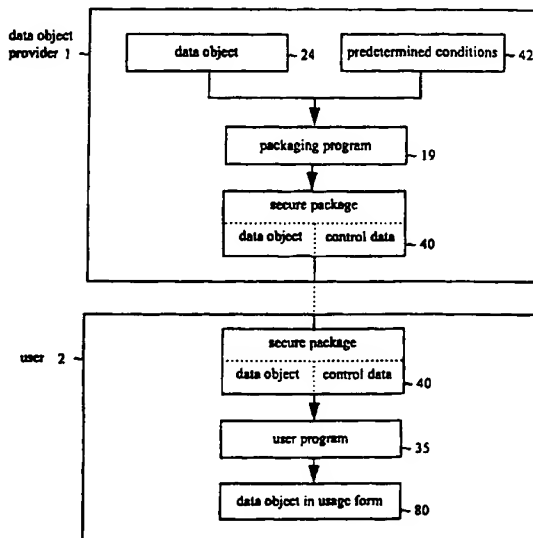 data object
provider 1
data object
24
predetermined conditions
42
packaging program
19
secure package
data object
control data
40
user 2
secure package
data object
control data
40
user program
35
data object in usage form
80